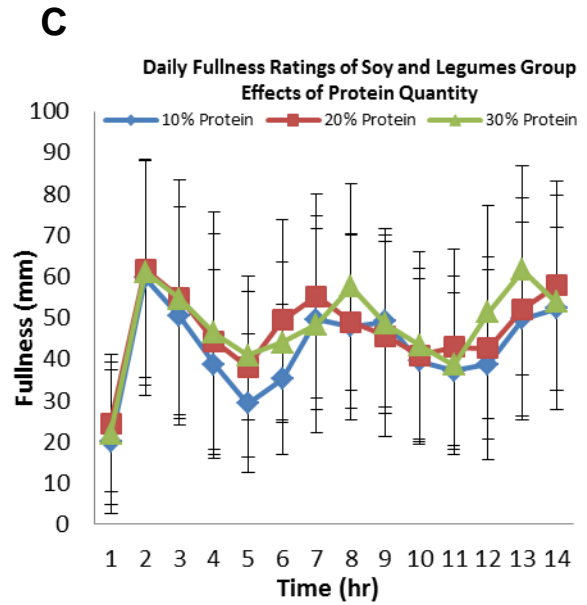 C
Daily Fullness Ratings of Soy and Legumes Group
Effects of Protein Quantity
10% Protein 20% Protein 30% Protein
100
90
80
70
60
50
40
30
20
10
0
Fullness (mm)
1 2 3 4 5 6 7 8 9 10 11 12 13 14
Time (hr)